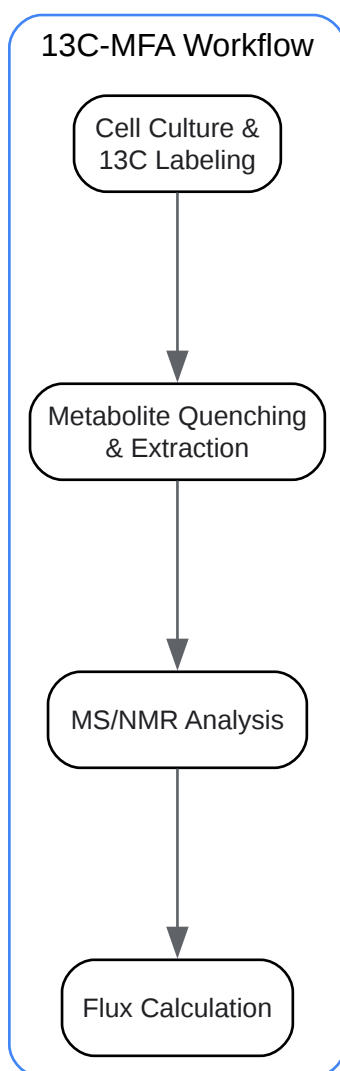 13C-MFA Workflow
Cell Culture &
13C Labeling
Metabolite Quenching
& Extraction
MS/NMR Analysis
Flux Calculation